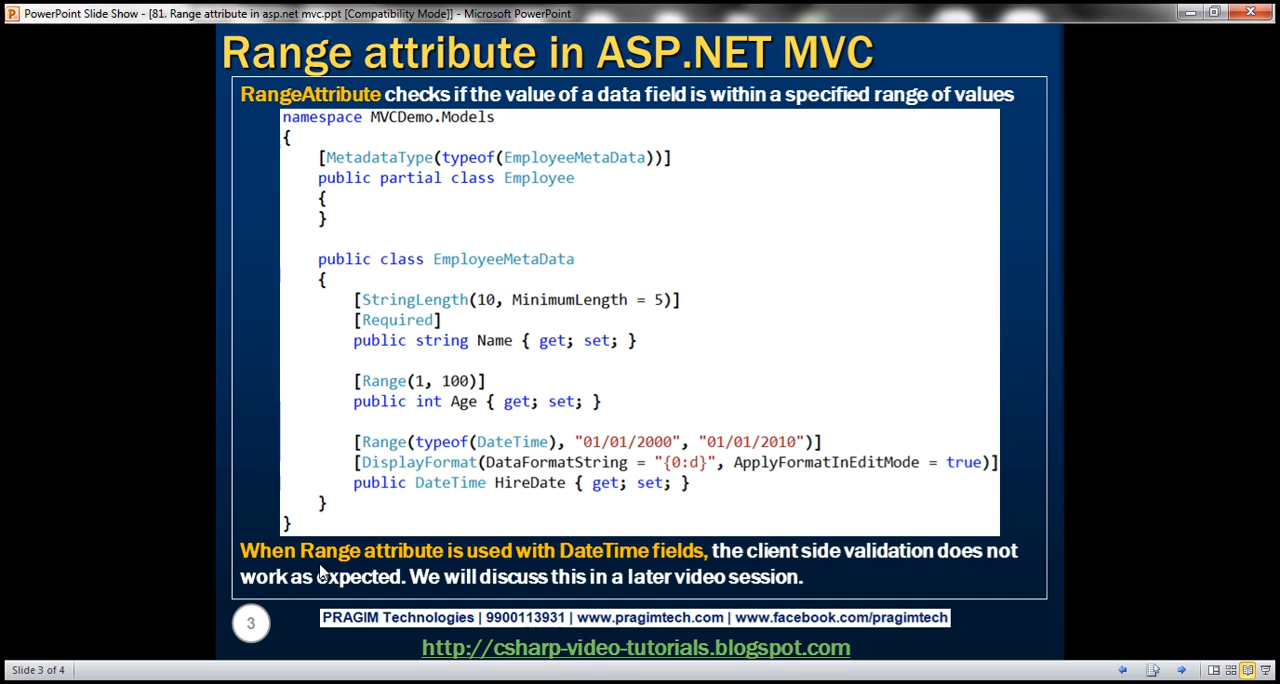 PowerPoint Slide Show - [81. Range attribute in asp.net mvc.ppt [Compatibility Mode]] - Microsoft PowerPoint
Range attribute in ASP.NET MVC
RangeAttribute checks if the value of a data field is within a specified range of values
namespace MVCDemo.Models
{
[MetadataType(typeof(EmployeeMetaData))]
public partial class Employee
{
}
public class EmployeeMetaData
{
[StringLength(10, MinimumLength = 5)]
[Required]
public string Name { get; set; }
[Range(1, 100)]
public int Age { get; set; }
[Range(typeof(DateTime), "01/01/2000", "01/01/2010")]
[DisplayFormat(DataFormatString = "{0:d}", ApplyFormatInEditMode = true)]
public DateTime HireDate { get; set; }
}
}
When Range attribute is used with DateTime fields, the client side validation does not
work as expected. We will discuss this in a later video session.
3
PRAGIM Technologies | 9900113931 | www.pragimtech.com | www.facebook.com/pragimtech
http://csharp-video-tutorials.blogspot.com
Slide 3 of 4